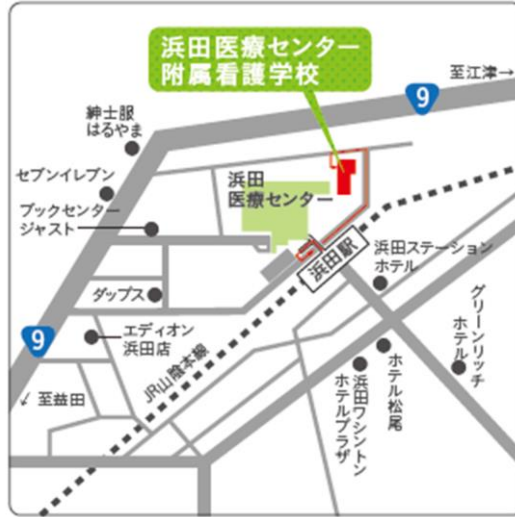 浜田医療センター
附属看護学校
至江津→
9
紳士服
はるやま
セブンイレブン
ブックセンター
ジャスト
浜田
医療センター
浜田駅
浜田ステーション
ホテル
ダップス
エディオン
浜田店
9
JR山陰本線
グリーンリッチ
ホテル
ホテル松尾
浜田ワシントン
ホテルプラザ
↙至益田